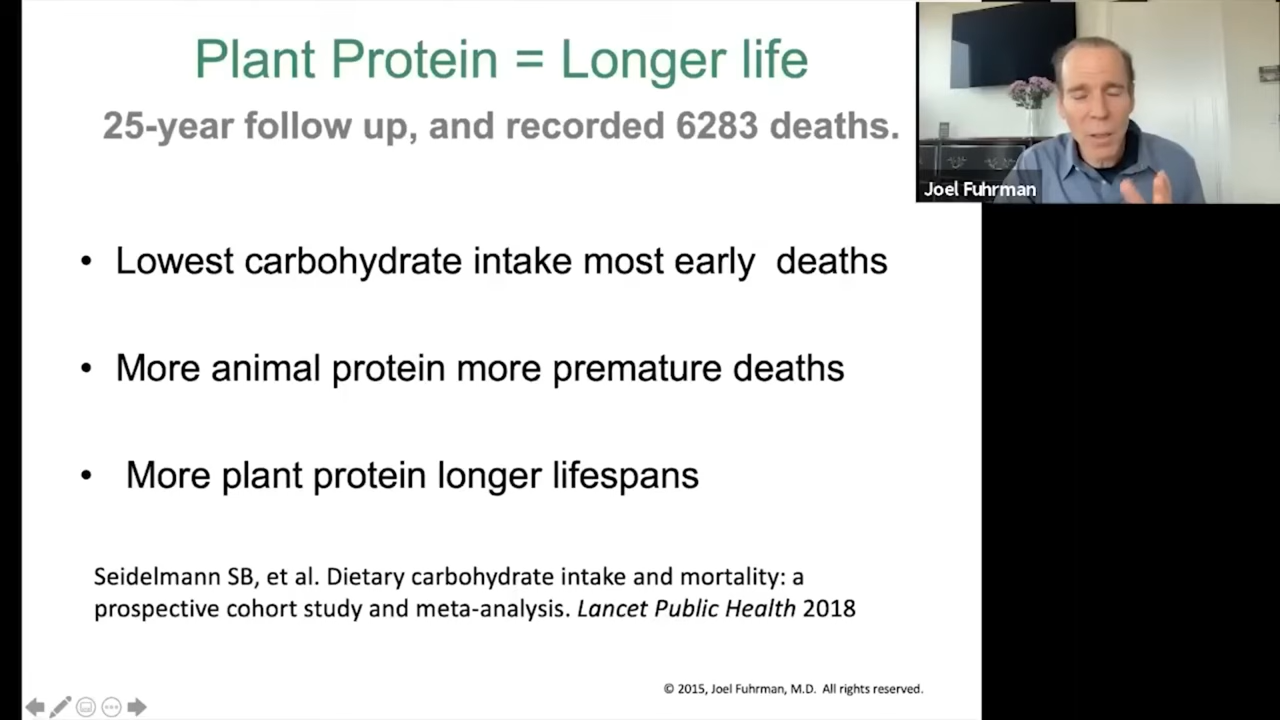 Plant Protein = Longer life
25-year follow up, and recorded 6283 deaths.
Joel Fuhrman
• Lowest carbohydrate intake most early  deaths
• More animal protein more premature deaths
• More plant protein longer lifespans
Seidelmann SB, et al. Dietary carbohydrate intake and mortality: a
prospective cohort study and meta-analysis. Lancet Public Health 2018
© 2015, Joel Fuhrman, M.D.  All rights reserved.